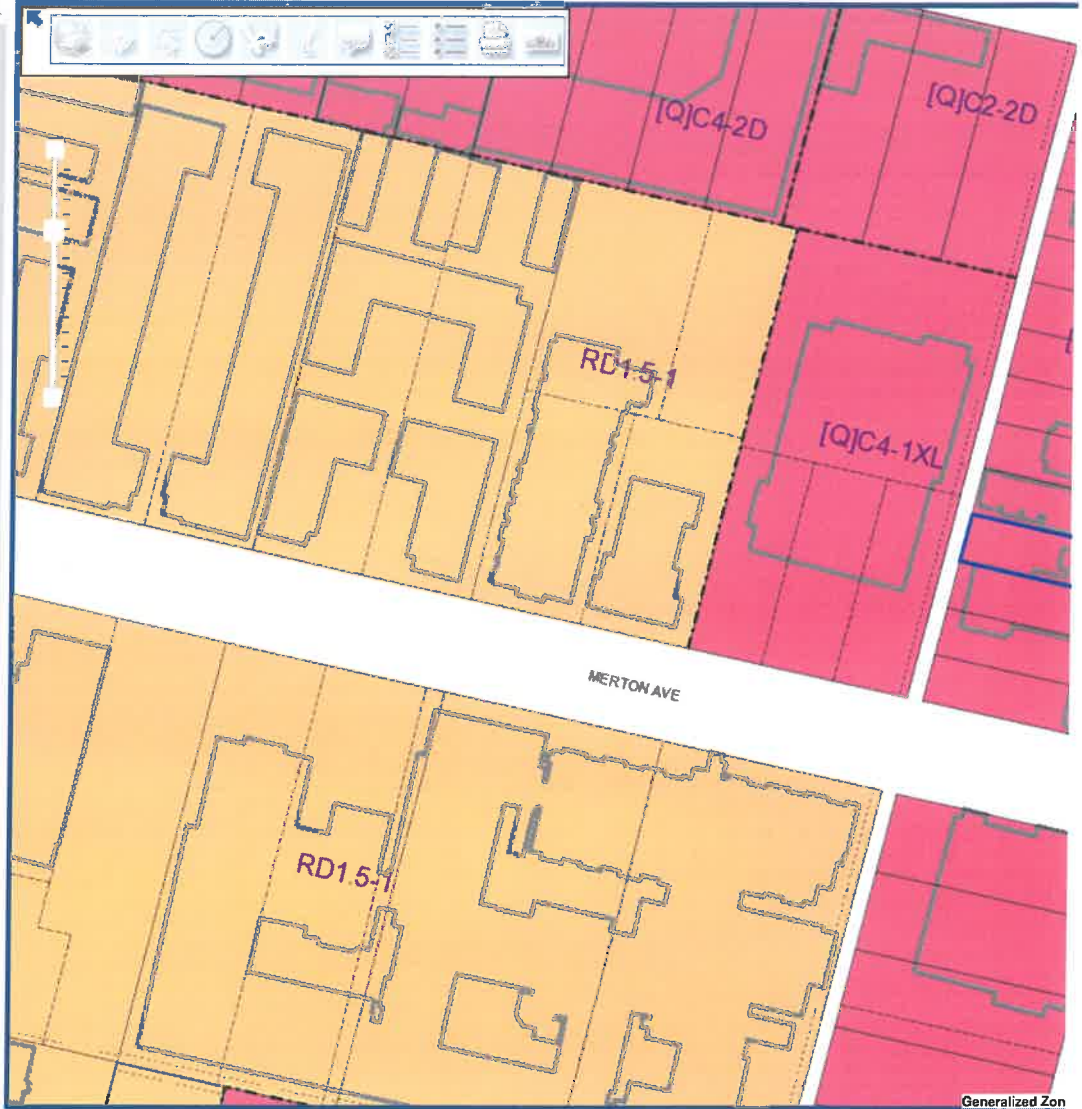 [Q]C4-2D
[Q]C2-2D
RD1.5-1
[Q]C4-1XL
MERTON AVE
RD1.5-1
Generalized Zon